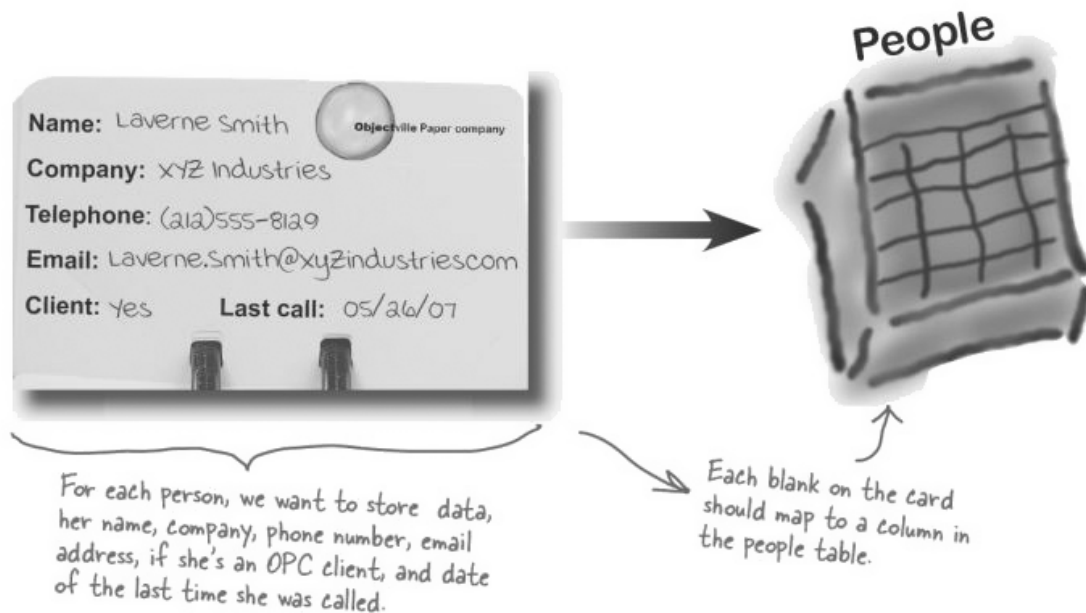 People
Name: Laverne Smith
Objectville Paper company
Company: XYZ Industries
Telephone: (212)555-8129
Email: Laverne.Smith@xyzindustriescom
Client: Yes Last call: 05/26/07
For each person, we want to store data,
her name, company, phone number, email
address, if she's an OPC client, and date
of the last time she was called.
Each blank on the card
should map to a column in
the people table.